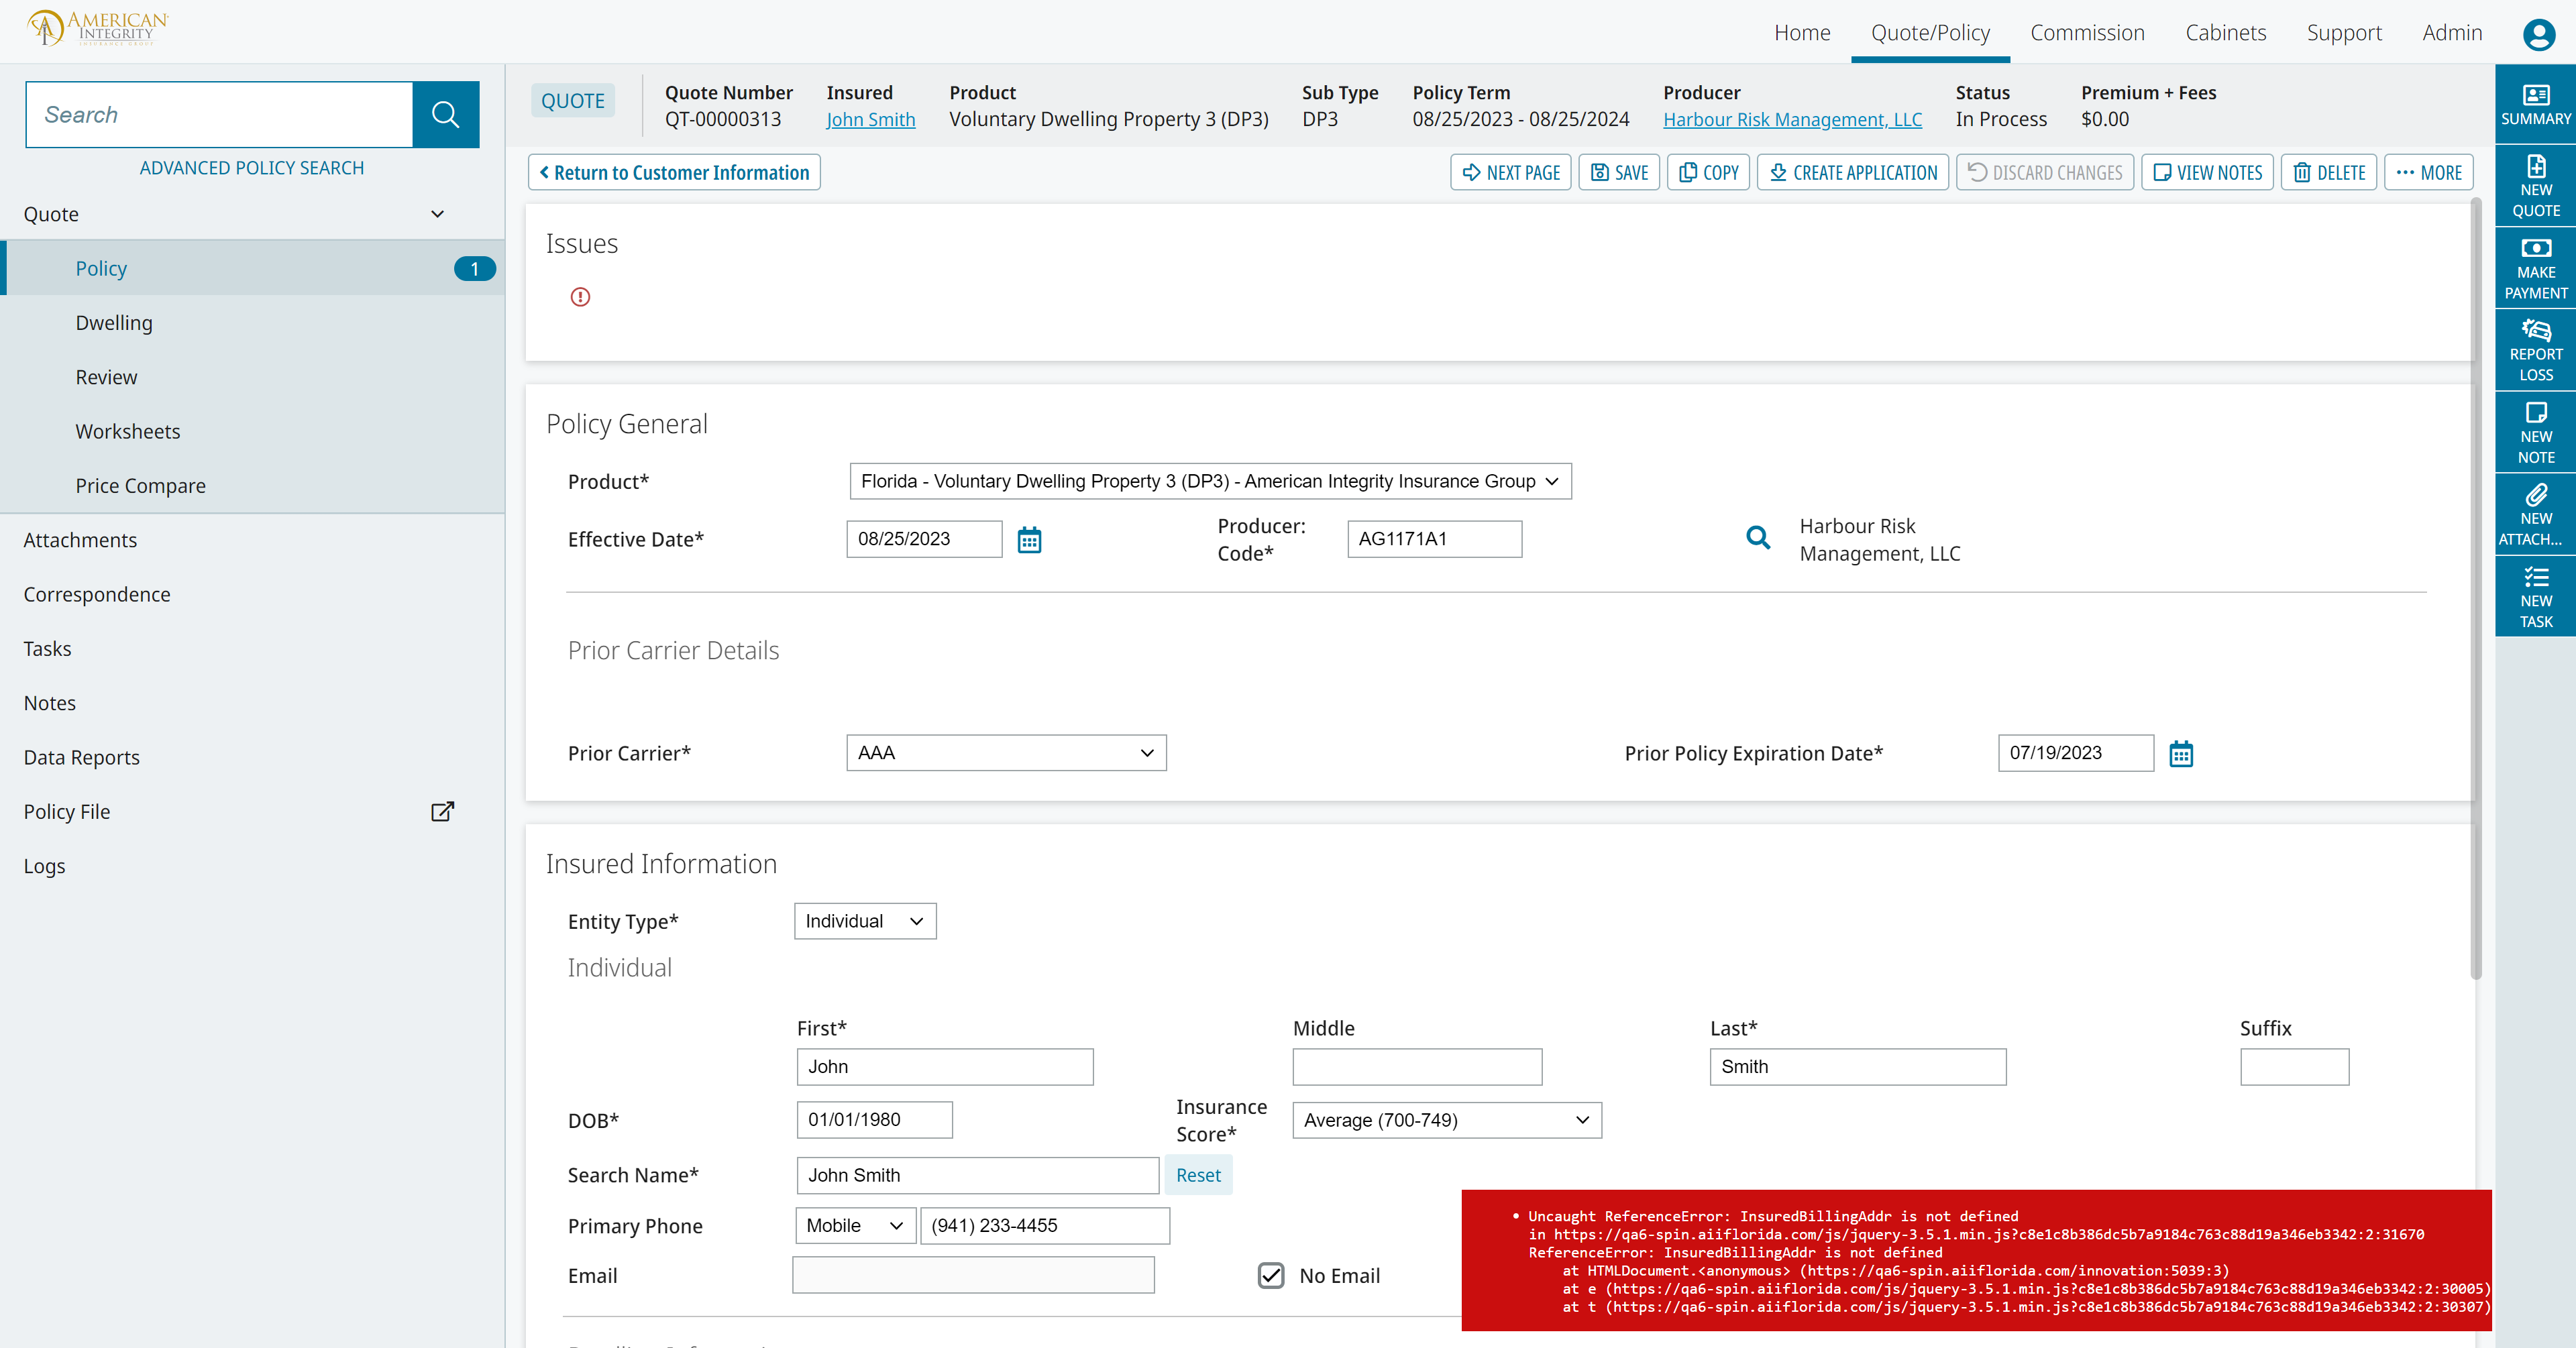 AMERICAN
INTEGRITY
INSURANCE GROUP
Home
Quote/Policy
Commission
Cabinets
Support
Admin
Search
ADVANCED POLICY SEARCH
Quote
Policy
1
Dwelling
Review
Worksheets
Price Compare
Attachments
Correspondence
Tasks
Notes
Data Reports
Policy File
Logs
QUOTE
Quote Number
QT-00000313
Insured
John Smith
Product
Voluntary Dwelling Property 3 (DP3)
Sub Type
DP3
Policy Term
08/25/2023 - 08/25/2024
Producer
Harbour Risk Management, LLC
Status
In Process
Premium + Fees
$0.00
Return to Customer Information
NEXT PAGE
SAVE
COPY
CREATE APPLICATION
DISCARD CHANGES
VIEW NOTES
DELETE
MORE
Issues
Policy General
Product*
Florida - Voluntary Dwelling Property 3 (DP3) - American Integrity Insurance Group
Effective Date*
08/25/2023
Producer:
Code*
AG1171A1
Harbour Risk
Management, LLC
Prior Carrier Details
Prior Carrier*
AAA
Prior Policy Expiration Date*
07/19/2023
Insured Information
Entity Type*
Individual
Individual
First*
Middle
Last*
Suffix
John
Smith
DOB*
01/01/1980
Insurance
Score*
Average (700-749)
Search Name*
John Smith
Reset
Primary Phone
Mobile
(941) 233-4455
Email
No Email
• Uncaught ReferenceError: InsuredBillingAddr is not defined
in https://qa6-spin.aiiflorida.com/js/jquery-3.5.1.min.js?c8e1c8b386dc5b7a9184c763c88d19a346eb3342:2:31670
ReferenceError: InsuredBillingAddr is not defined
at HTMLDocument.<anonymous> (https://qa6-spin.aiiflorida.com/innovation:5039:3)
at e (https://qa6-spin.aiiflorida.com/js/jquery-3.5.1.min.js?c8e1c8b386dc5b7a9184c763c88d19a346eb3342:2:30005)
at t (https://qa6-spin.aiiflorida.com/js/jquery-3.5.1.min.js?c8e1c8b386dc5b7a9184c763c88d19a346eb3342:2:30307)
SUMMARY
NEW
QUOTE
MAKE
PAYMENT
REPORT
LOSS
NEW
NOTE
NEW
ATTACH...
NEW
TASK